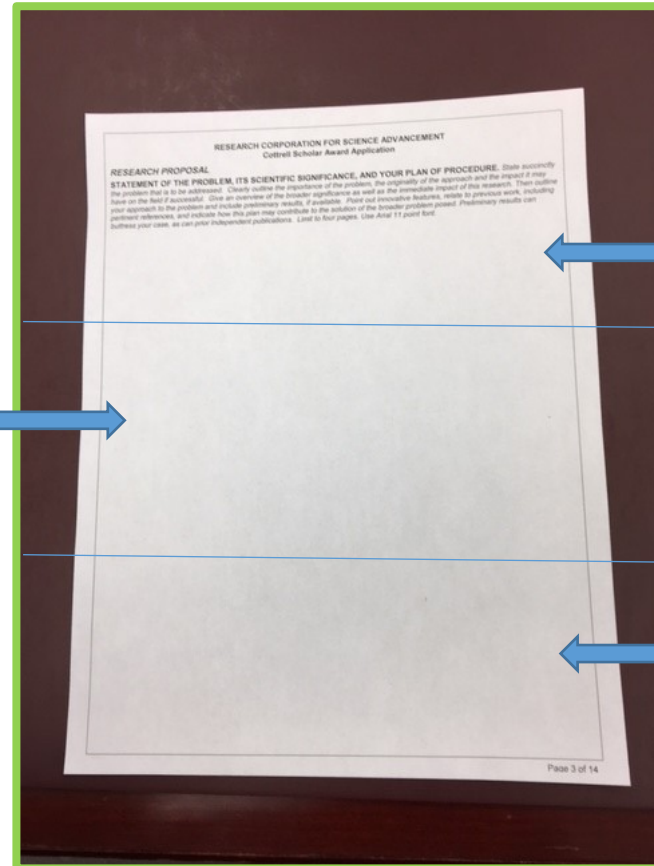 RESEARCH CORPORATION FOR SCIENCE ADVANCEMENT
Cottrell Scholar Award Application
RESEARCH PROPOSAL
STATEMENT OF THE PROBLEM, ITS SCIENTIFIC SIGNIFICANCE, AND YOUR PLAN OF PROCEDURE. State succinctly
the problem that is to be addressed. Clearly outline the importance of the problem, the originality of the approach and the impact it may
have on the field if successful. Give an overview of the broader significance as well as the immediate impact of this research. Then outline
your approach to the problem and include preliminary results, if available. Point out innovative features, relate to previous work, including
pertinent references, and indicate how this plan may contribute to the solution of the broader problem posed. Preliminary results can
buttress your case, as can prior independent publications. Limit to four pages. Use Arial 11 point font.
Page 3 of 14